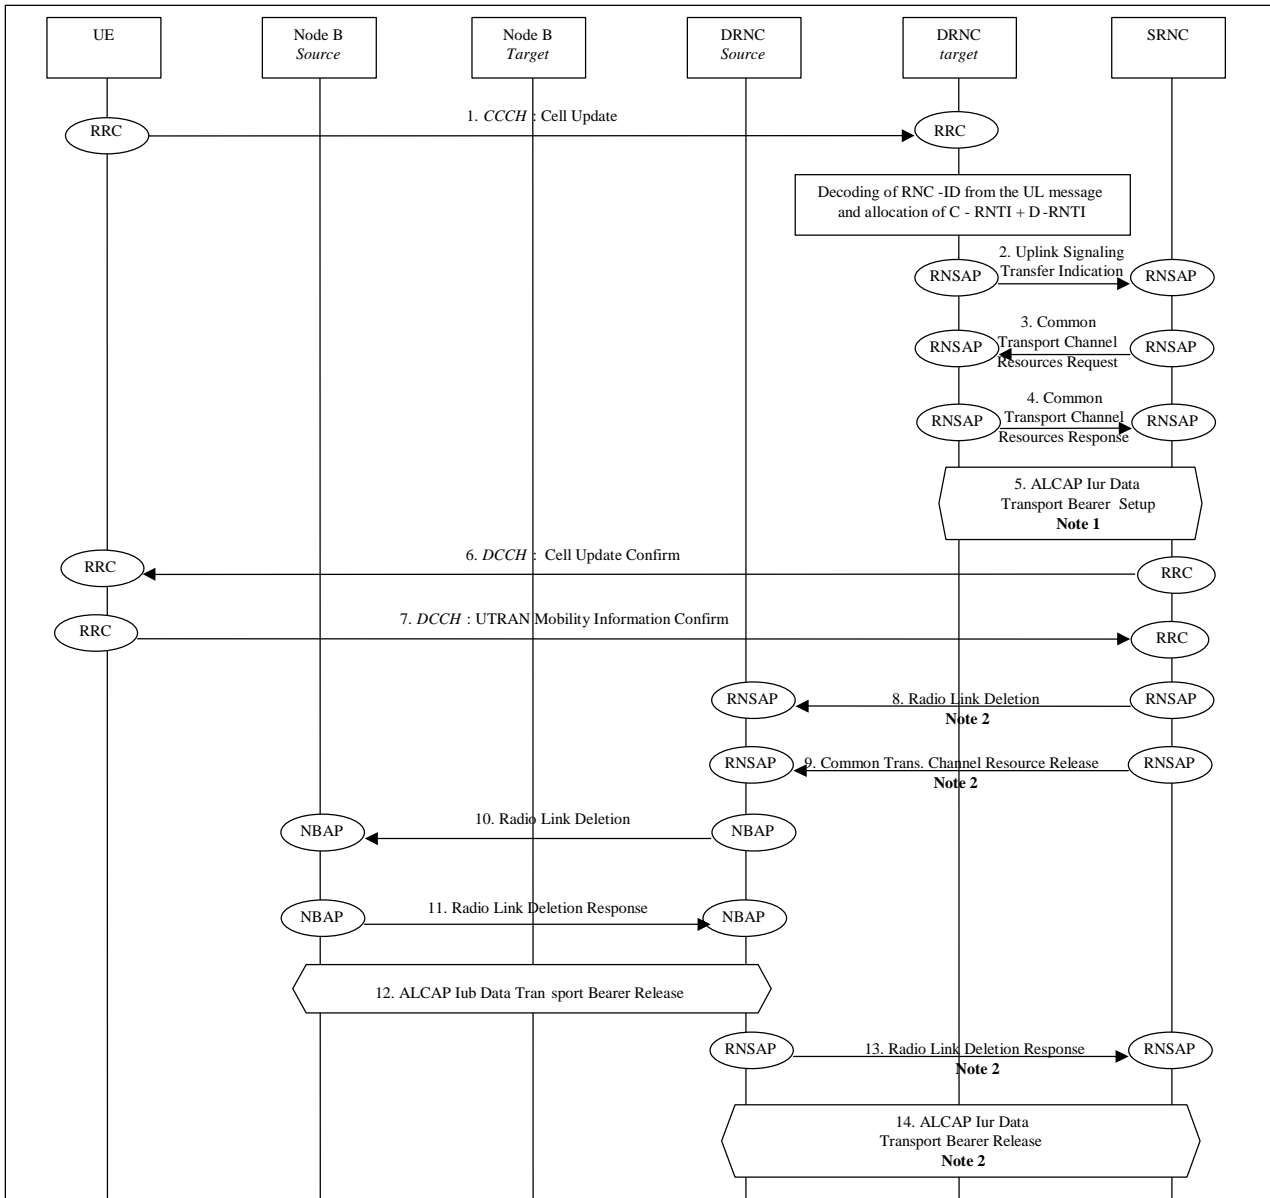 UE
Node B
Source
Node B
Target
DRNC
Source
DRNC
target
SRNC
1. CCCH : Cell Update
RRC
RRC
Decoding of RNC -ID from the UL message
and allocation of C - RNTI + D -RNTI
2. Uplink Signaling
Transfer Indication
RNSAP
RNSAP
3. Common
Transport Channel
Resources Request
RNSAP
RNSAP
4. Common
Transport Channel
Resources Response
RNSAP
RNSAP
5. ALCAP Iur Data
Transport Bearer Setup
Note 1
6. DCCH : Cell Update Confirm
RRC
RRC
7. DCCH : UTRAN Mobility Information Confirm
RRC
RRC
RNSAP
8. Radio Link Deletion
Note 2
RNSAP
RNSAP
9. Common Trans. Channel Resource Release
Note 2
RNSAP
NBAP
10. Radio Link Deletion
NBAP
NBAP
11. Radio Link Deletion Response
NBAP
12. ALCAP Iub Data Tran sport Bearer Release
RNSAP
13. Radio Link Deletion Response
Note 2
RNSAP
14. ALCAP Iur Data
Transport Bearer Release
Note 2